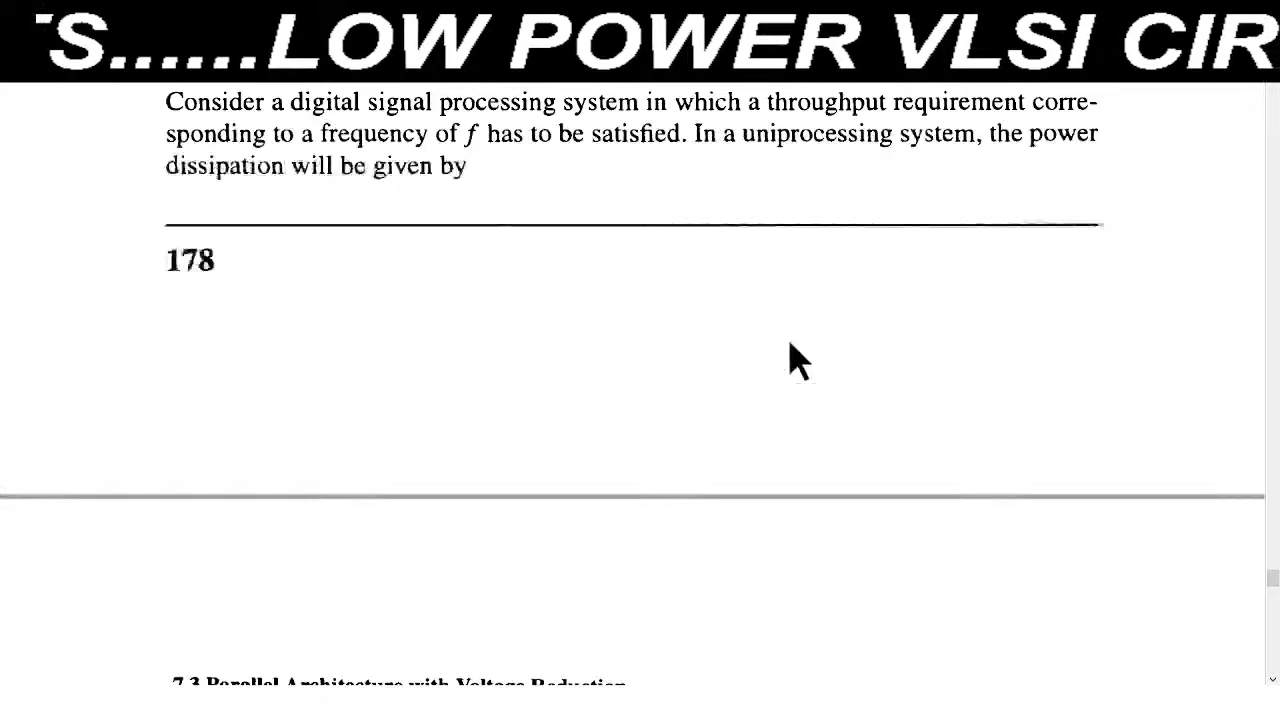 TS......LOW POWER VLSI CIR
Consider a digital signal processing system in which a throughput requirement corre-
sponding to a frequency of f has to be satisfied. In a uniprocessing system, the power
dissipation will be given by
178
7.3 Parallel Architecture with Voltage Reduction